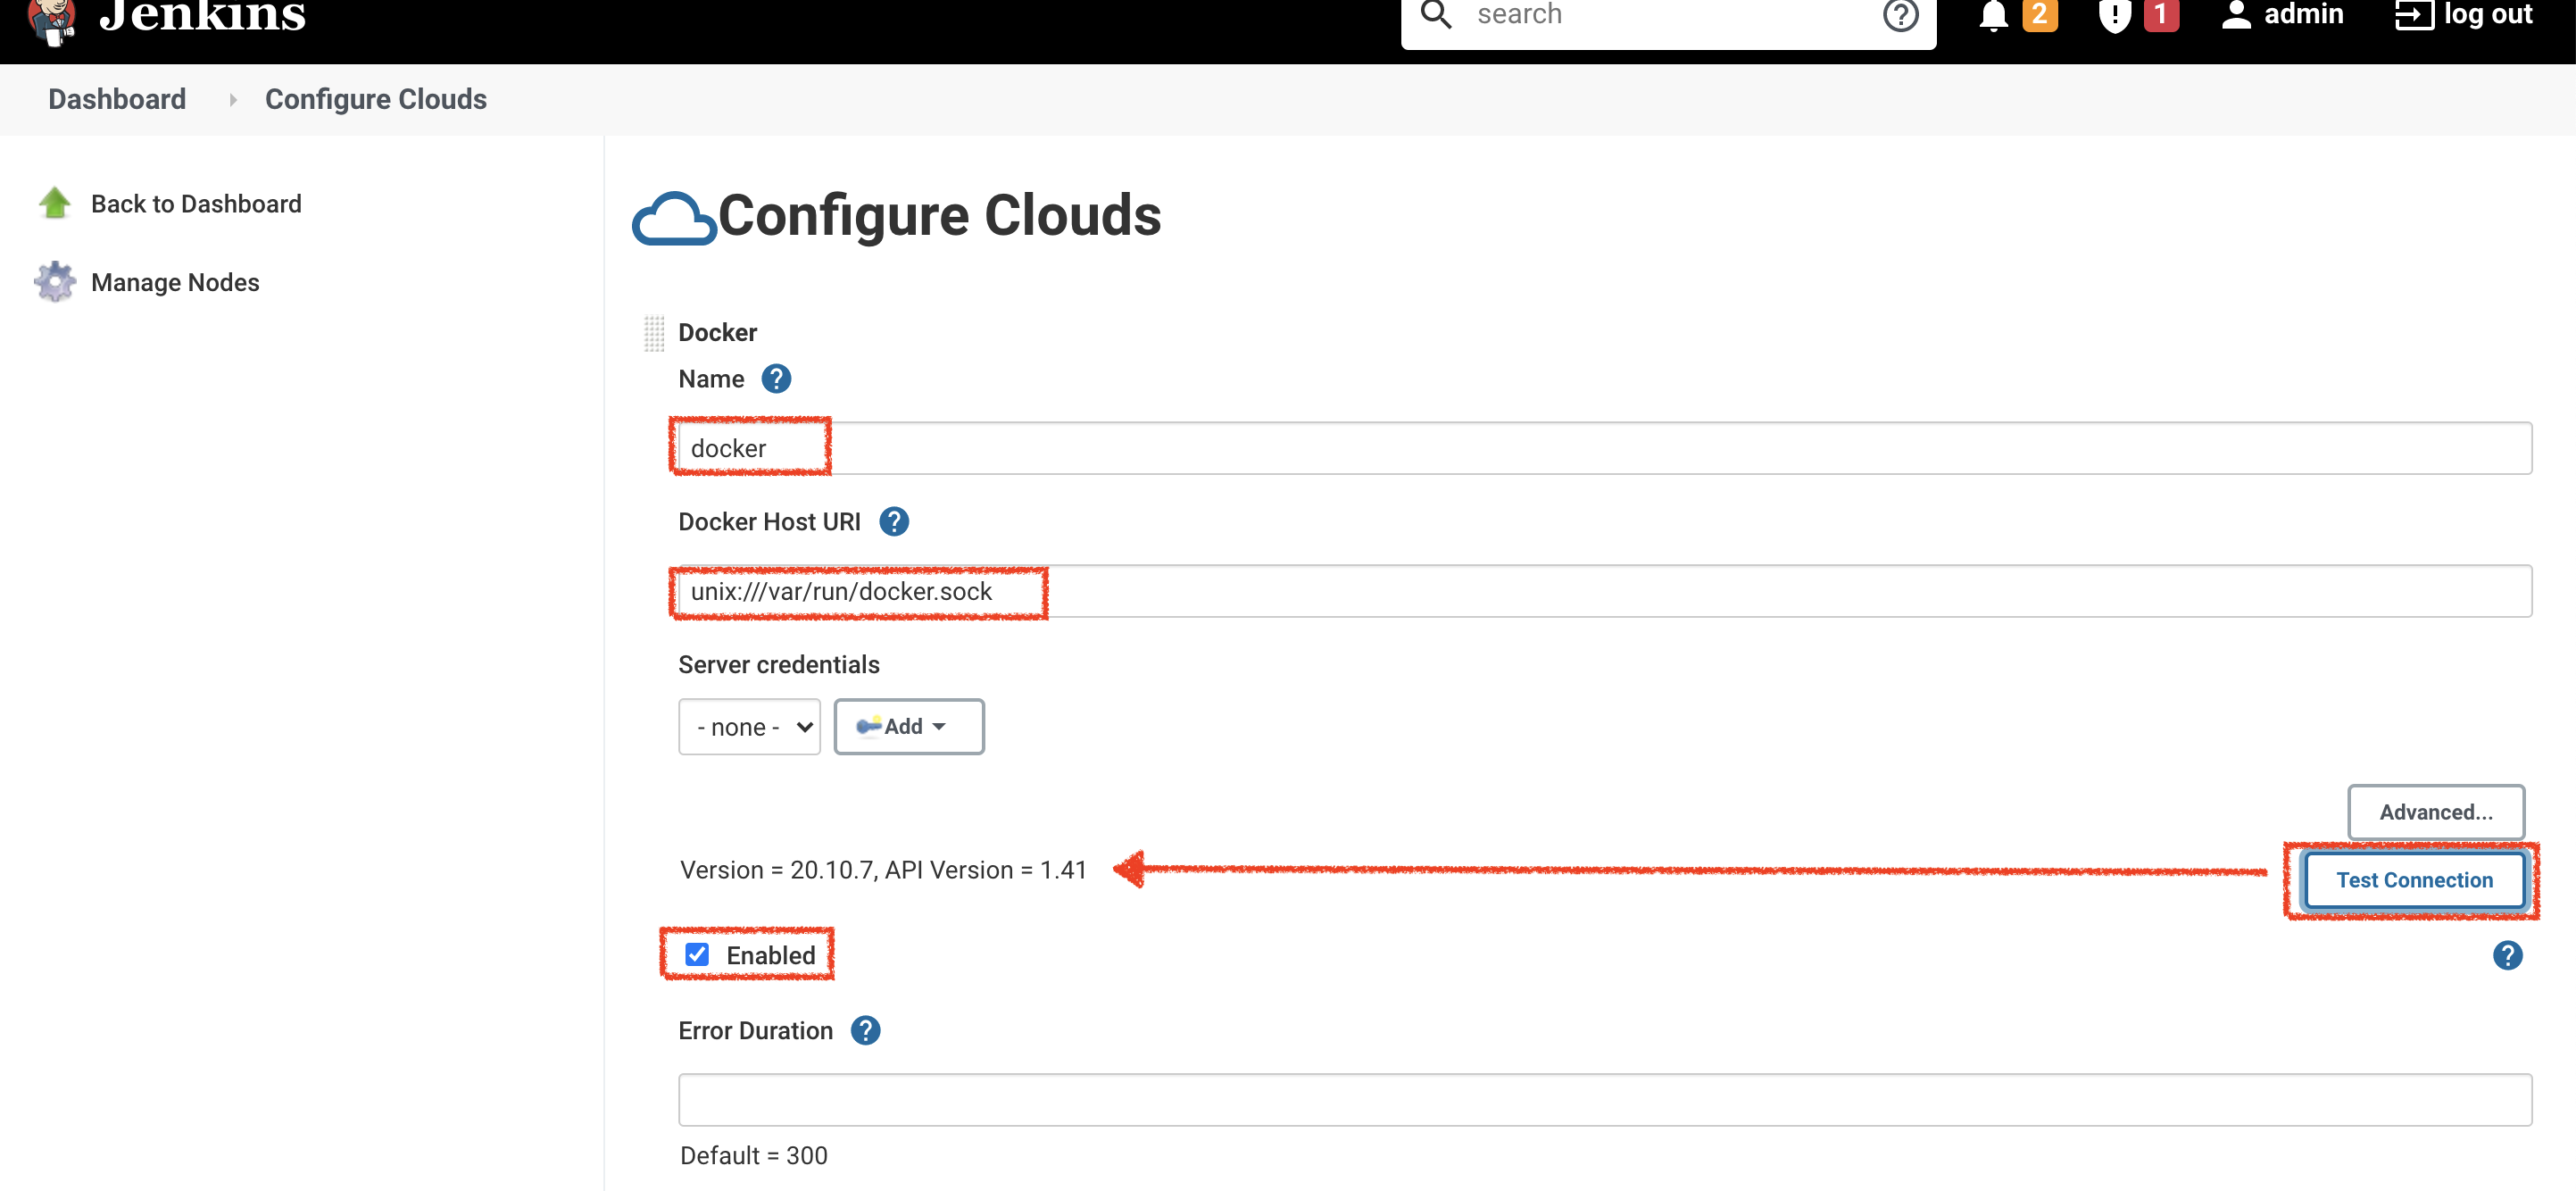 Jenkins
search
2
1
admin
log out
Dashboard
Configure Clouds
Back to Dashboard
Manage Nodes
Configure Clouds
Docker
Name
docker
Docker Host URI
unix:///var/run/docker.sock
Server credentials
- none -
Add
Advanced...
Version = 20.10.7, API Version = 1.41
Test Connection
Enabled
Error Duration
Default = 300